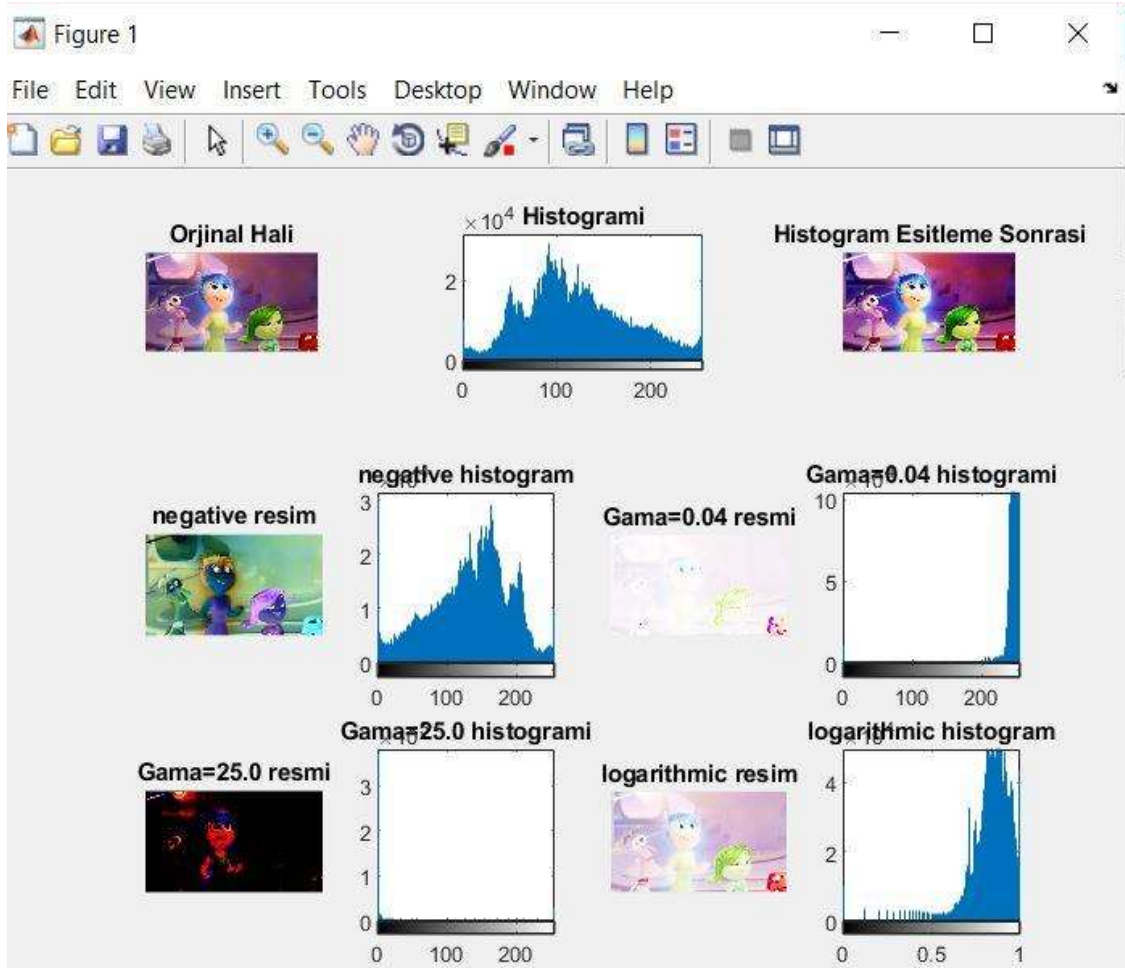 Figure 1
File Edit View Insert Tools Desktop Window Help
Orjinal Hali
×10^4 Histogrami
Histogram Esitleme Sonrasi
2
0
0 100 200
negative resim
negative histogram
3
2
1
0
0 100 200
Gama=0.04 resmi
Gama=0.04 histogrami
10
5
0
0 100 200
Gama=25.0 resmi
Gama=25.0 histogrami
3
2
1
0
0 100 200
logarithmic resim
logarithmic histogram
4
2
0
0 0.5 1